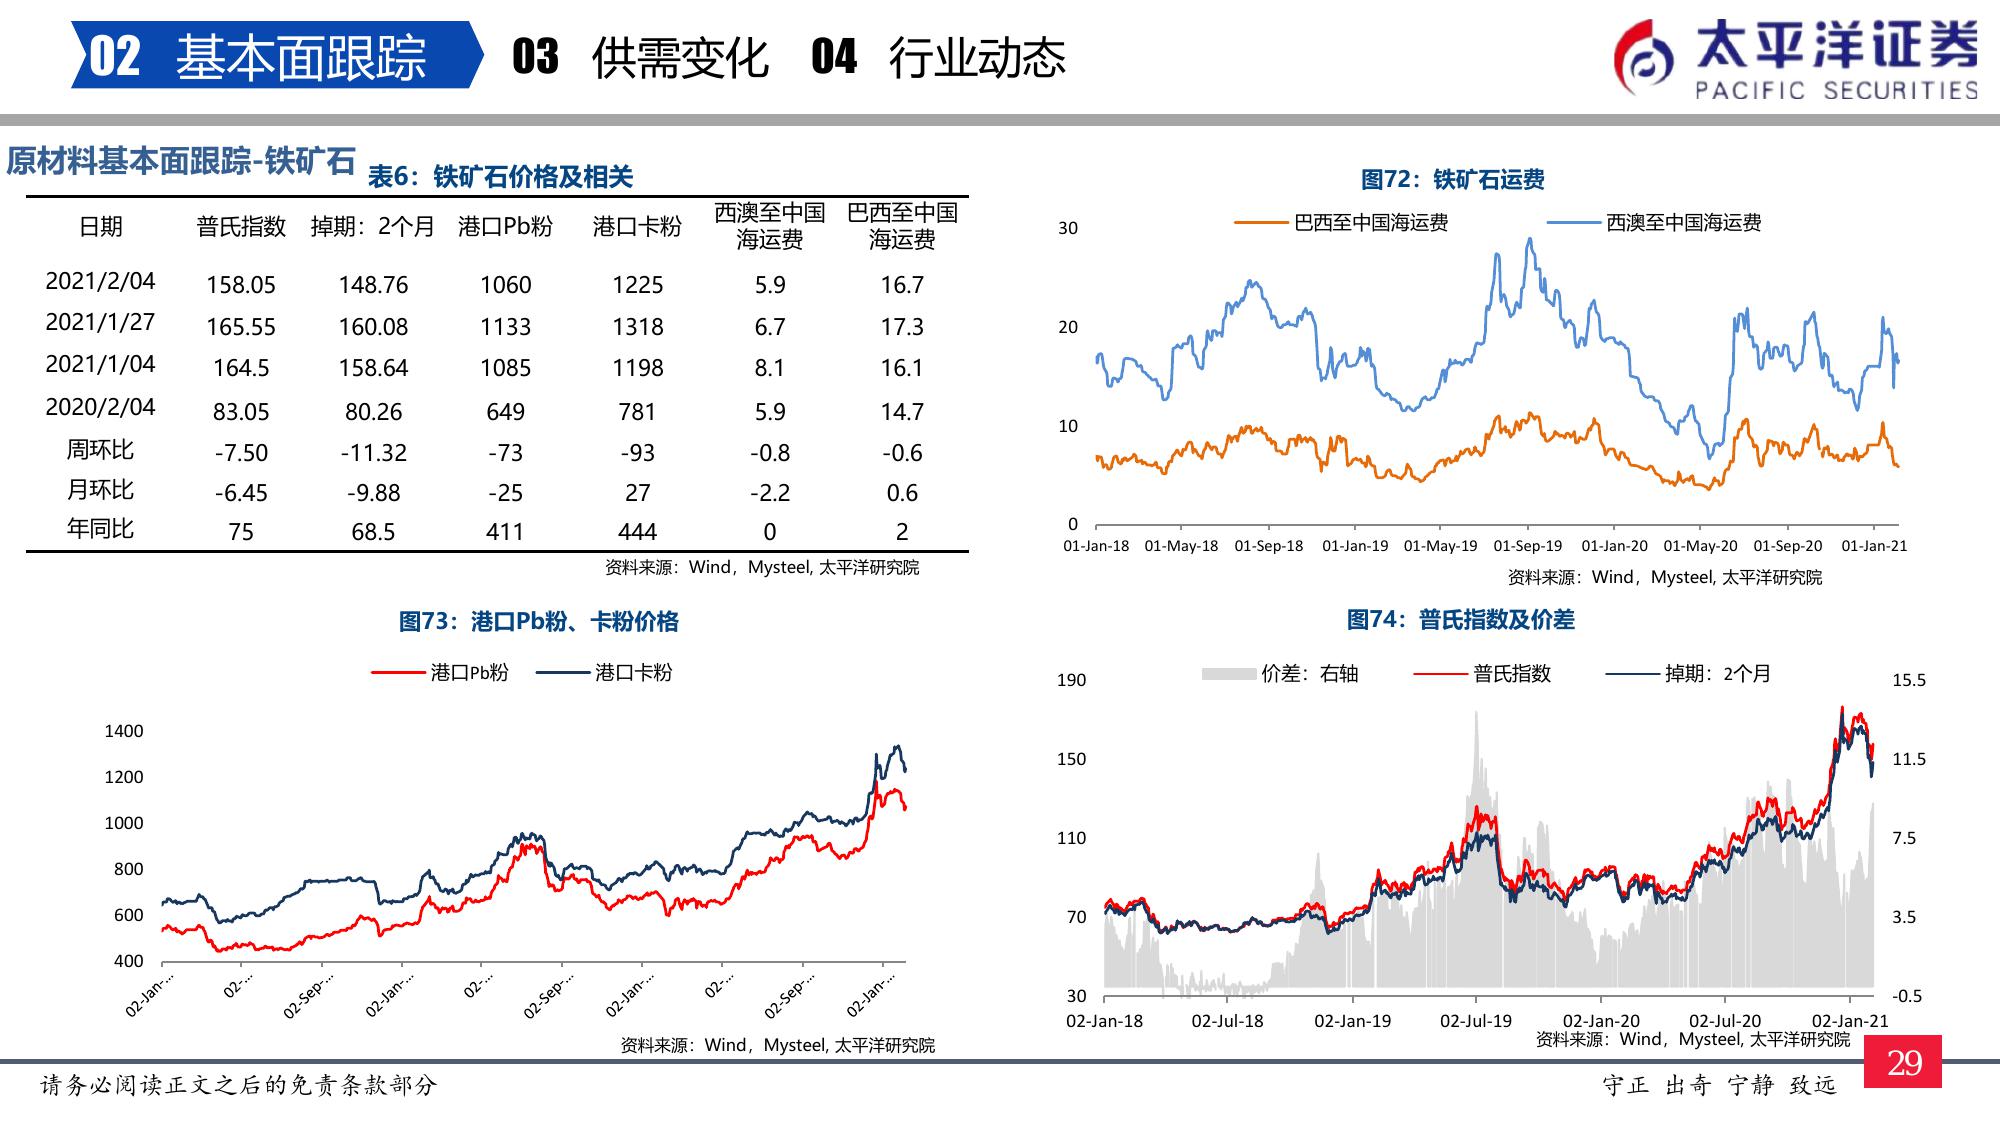 02 基本面跟踪 03 供需变化 04 行业动态
太平洋证券
PACIFIC SECURITIES
原材料基本面跟踪-铁矿石
表6：铁矿石价格及相关
日期 普氏指数 掉期：2个月 港口Pb粉 港口卡粉 西澳至中国海运费 巴西至中国海运费
2021/2/04 158.05 148.76 1060 1225 5.9 16.7
2021/1/27 165.55 160.08 1133 1318 6.7 17.3
2021/1/04 164.5 158.64 1085 1198 8.1 16.1
2020/2/04 83.05 80.26 649 781 5.9 14.7
周环比 -7.50 -11.32 -73 -93 -0.8 -0.6
月环比 -6.45 -9.88 -25 27 -2.2 0.6
年同比 75 68.5 411 444 0 2
资料来源：Wind，Mysteel, 太平洋研究院
图72：铁矿石运费
巴西至中国海运费 西澳至中国海运费
30
20
10
0
01-Jan-18 01-May-18 01-Sep-18 01-Jan-19 01-May-19 01-Sep-19 01-Jan-20 01-May-20 01-Sep-20 01-Jan-21
资料来源：Wind，Mysteel, 太平洋研究院
图73：港口Pb粉、卡粉价格
港口Pb粉 港口卡粉
1400
1200
1000
800
600
400
02-Jan-... 02-... 02-Sep-... 02-Jan-... 02-... 02-Sep-... 02-Jan-... 02-... 02-Sep-... 02-Jan-...
资料来源：Wind，Mysteel, 太平洋研究院
图74：普氏指数及价差
价差：右轴 普氏指数 掉期：2个月
190 15.5
150 11.5
110 7.5
70 3.5
30 -0.5
02-Jan-18 02-Jul-18 02-Jan-19 02-Jul-19 02-Jan-20 02-Jul-20 02-Jan-21
资料来源：Wind，Mysteel, 太平洋研究院
29
请务必阅读正文之后的免责条款部分
守正 出奇 宁静 致远